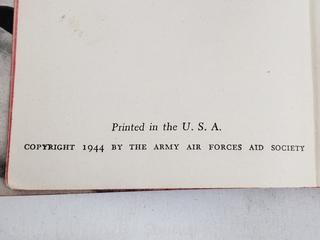 Printed in the U. S. A.
COPYRIGHT 1944 BY THE ARMY AIR FORCES AID SOCIETY